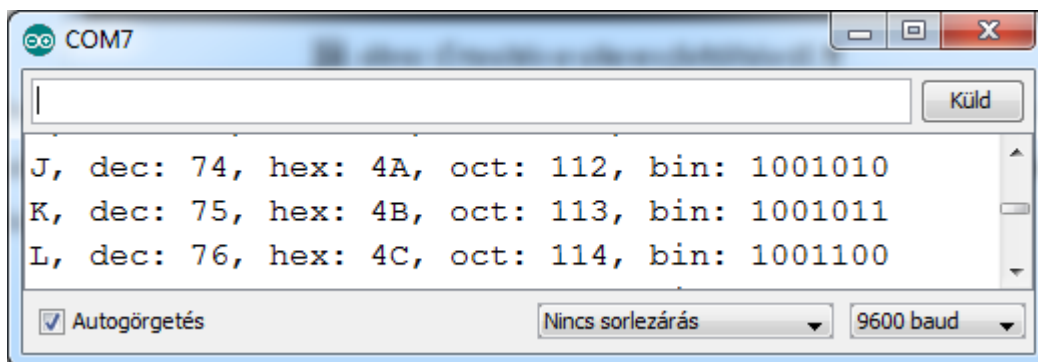 COM7
Küld
J, dec: 74, hex: 4A, oct: 112, bin: 1001010
K, dec: 75, hex: 4B, oct: 113, bin: 1001011
L, dec: 76, hex: 4C, oct: 114, bin: 1001100
Autogörgetés Nincs sorlezárás 9600 baud